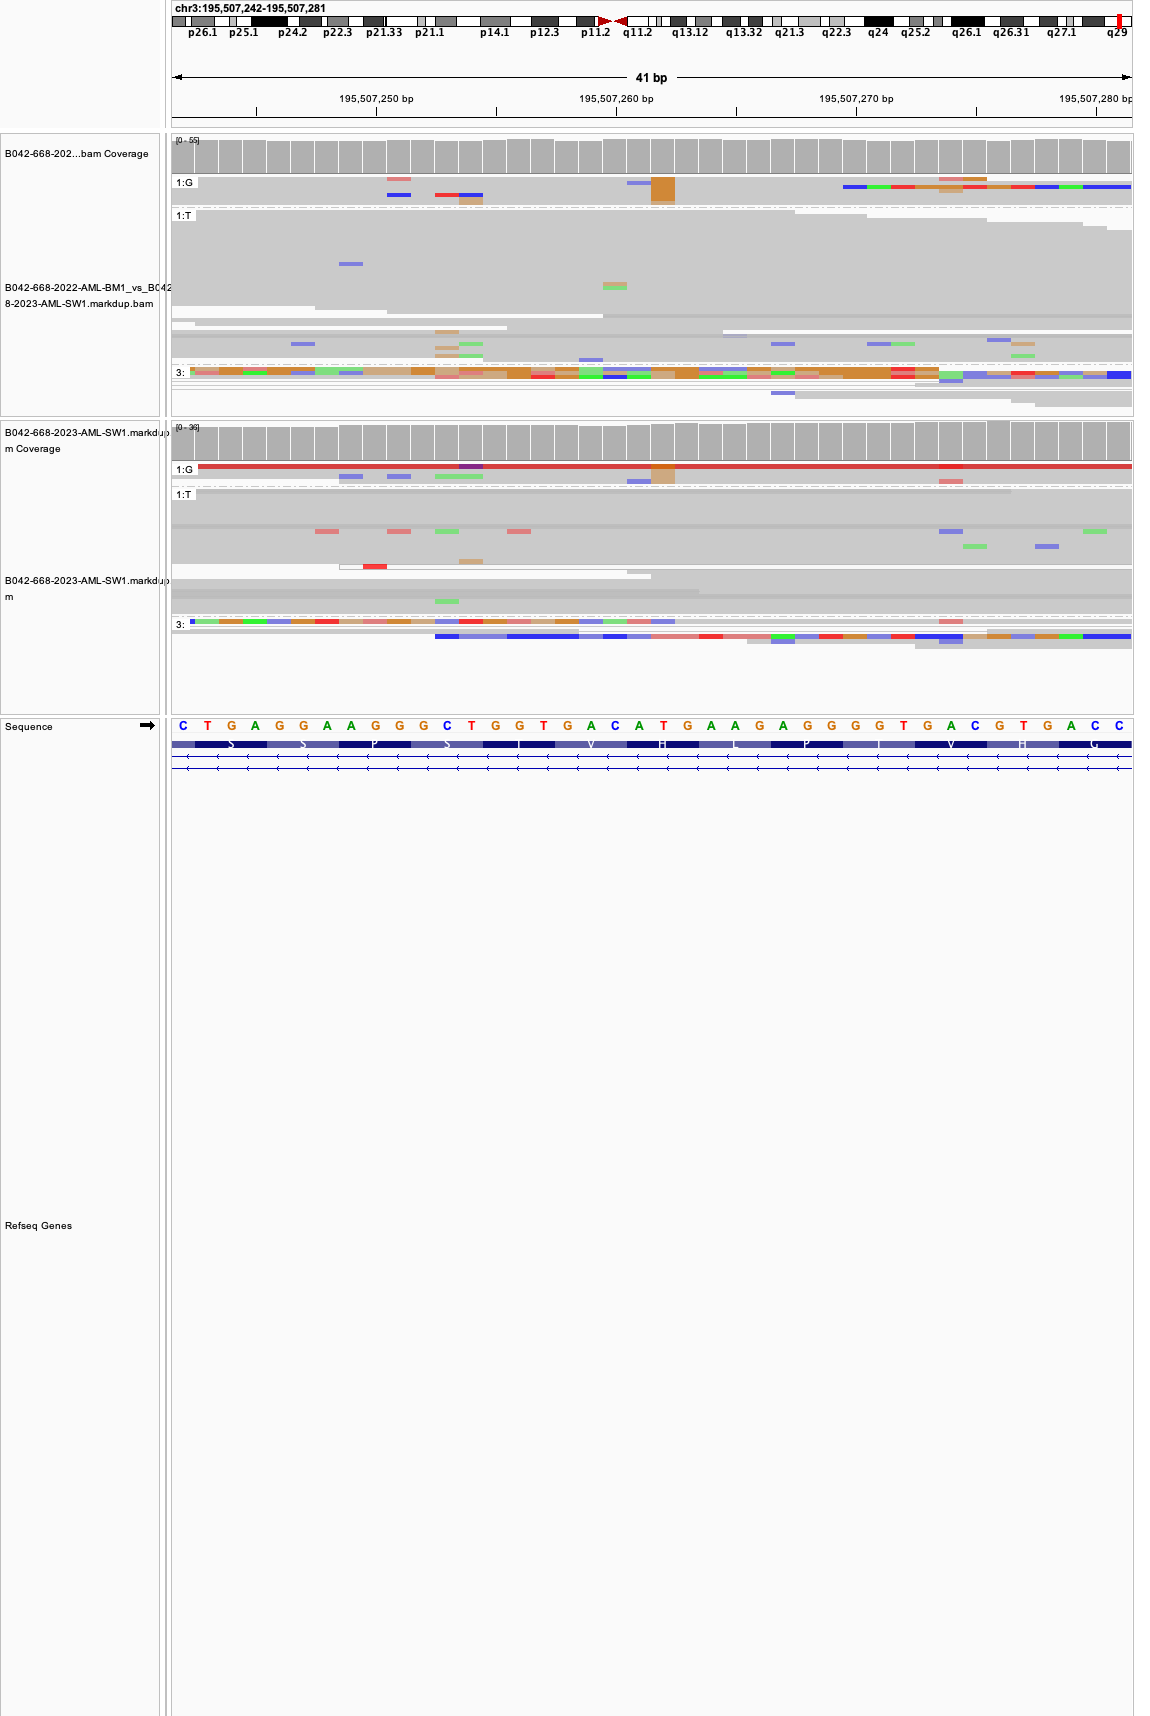 chr3:195,507,242-195,507,281
p26.1 p25.1 p24.2 p22.3 p21.33 p21.1 p14.1 p12.3 p11.2 q11.2 q13.12 q13.32 q21.3 q22.3 q24 q25.2 q26.1 q26.31 q27.1 q29
41 bp
195,507,250 bp 195,507,260 bp 195,507,270 bp 195,507,280 bp
[0 - 55]
B042-668-202...bam Coverage
1:G
1:T
B042-668-2022-AML-BM1_vs_B042
8-2023-AML-SW1.markdup.bam
3:
[0 - 36]
B042-668-2023-AML-SW1.markdup
m Coverage
1:G
1:T
B042-668-2023-AML-SW1.markdup
m
3:
Sequence C T G A G G A A G G G C T G G T G A C A T G A A G A G G G G T G A C G T G A C C
S S P S T V H L P T V H G
Refseq Genes